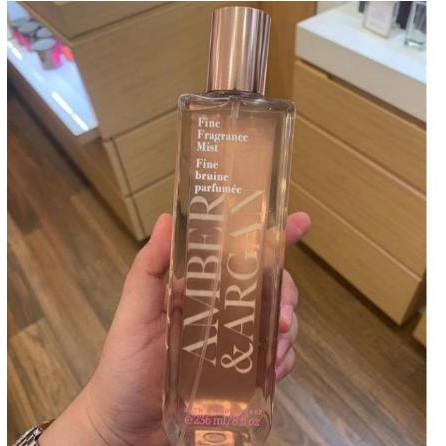 Fine
Fragrance
Mist
Fine
bruine
parfumée
AMBER
&ARGAN
℮236 ml/8 fl oz